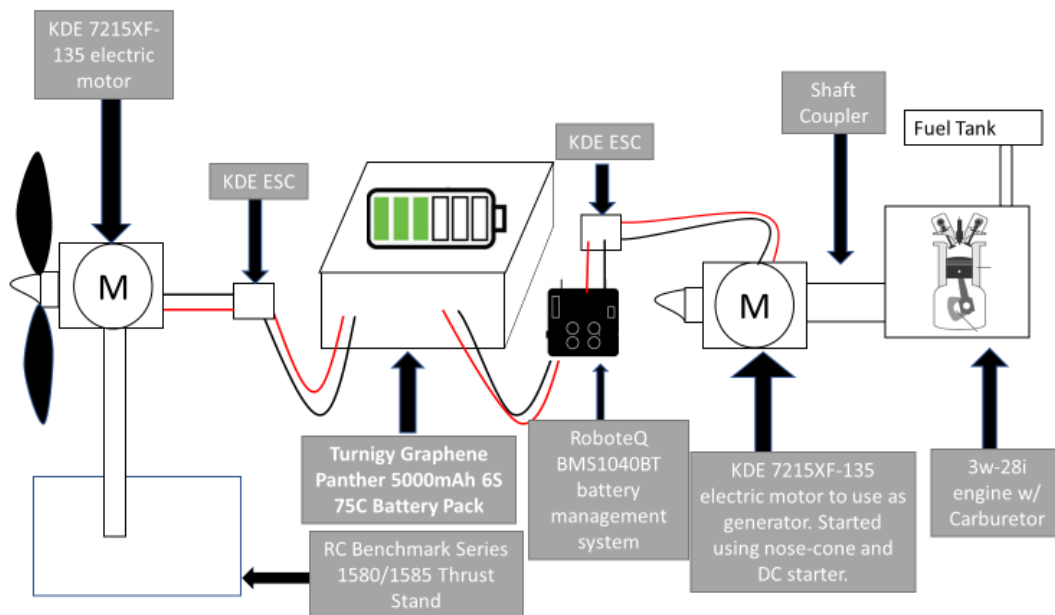 KDE 7215XF-
135 electric
motor
KDE ESC
KDE ESC
Shaft
Coupler
Fuel Tank
M
M
Turnigy Graphene
Panther 5000mAh 6S
75C Battery Pack
RoboteQ
BMS1040BT
battery
management
system
KDE 7215XF-135
electric motor to use as
generator. Started
using nose-cone and
DC starter.
3w-28i
engine w/
Carburetor
RC Benchmark Series
1580/1585 Thrust
Stand